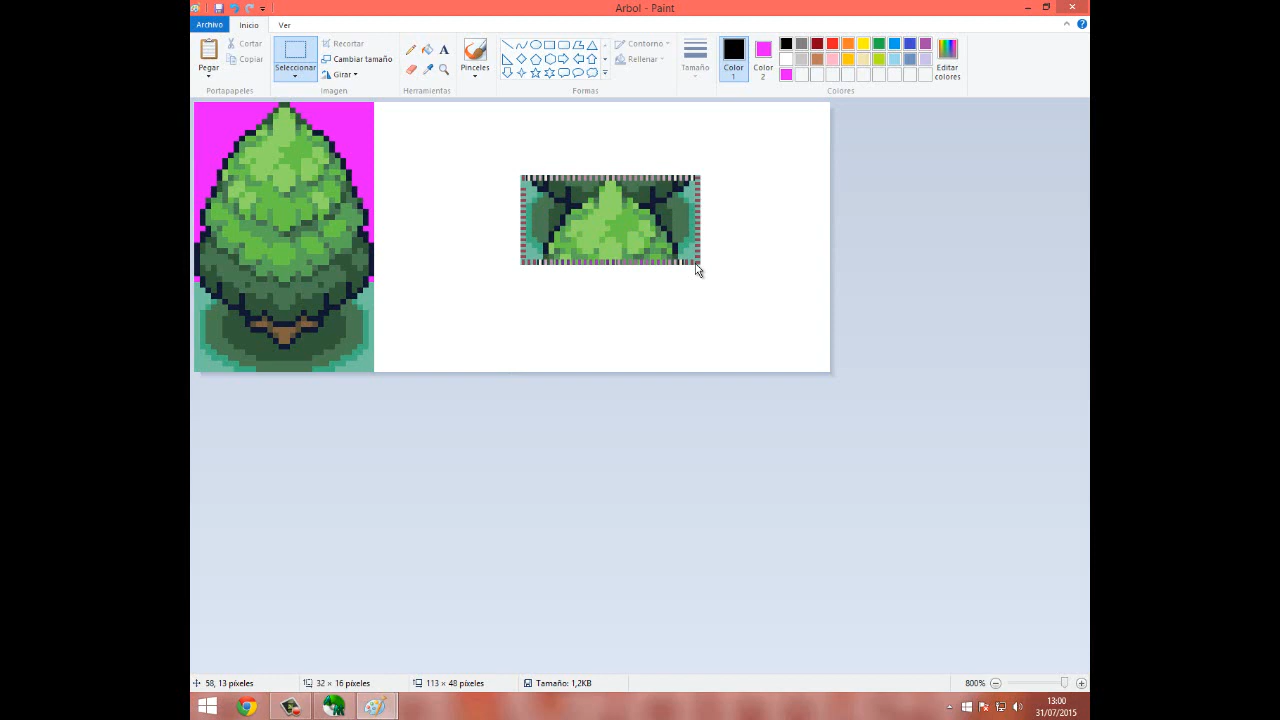 Arbol - Paint
Archivo Inicio Ver
Pegar
Cortar
Copiar
Portapapeles
Seleccionar
Recortar
Cambiar tamaño
Girar
Imagen
Herramientas
Pinceles
Contorno
Rellenar
Formas
Tamaño
Color 1
Color 2
Editar colores
Colores
58, 13 píxeles 32 × 16 píxeles 113 × 48 píxeles Tamaño: 1,2KB 800%
13:00
31/07/2015